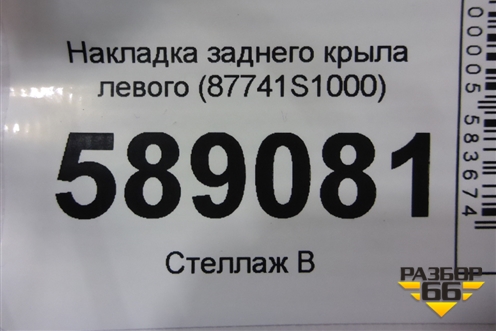 Накладка заднего крыла
левого (87741S1000)
589081
Стеллаж В
00005583674
РАЗБОР
66